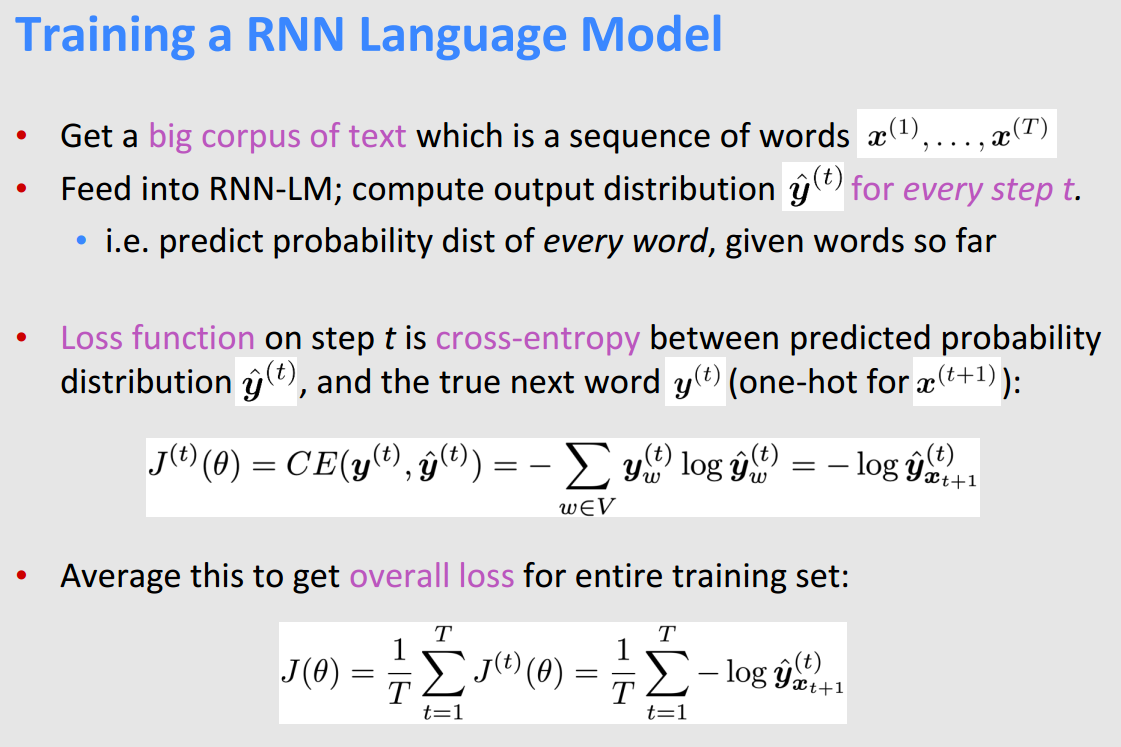 Training a RNN Language Model
• Get a big corpus of text which is a sequence of words $\boldsymbol{x}^{(1)}, \ldots, \boldsymbol{x}^{(T)}$
• Feed into RNN-LM; compute output distribution $\hat{\boldsymbol{y}}^{(t)}$ for every step t.
• i.e. predict probability dist of every word, given words so far
• Loss function on step t is cross-entropy between predicted probability
distribution $\hat{\boldsymbol{y}}^{(t)}$, and the true next word $\boldsymbol{y}^{(t)}$ (one-hot for $\boldsymbol{x}^{(t+1)}$):
$J^{(t)}(\theta) = CE(\boldsymbol{y}^{(t)}, \hat{\boldsymbol{y}}^{(t)}) = -\sum_{w \in V} \boldsymbol{y}_w^{(t)} \log \hat{\boldsymbol{y}}_w^{(t)} = -\log \hat{\boldsymbol{y}}_{\boldsymbol{x}_{t+1}}^{(t)}$
• Average this to get overall loss for entire training set:
$J(\theta) = \frac{1}{T} \sum_{t=1}^{T} J^{(t)}(\theta) = \frac{1}{T} \sum_{t=1}^{T} -\log \hat{\boldsymbol{y}}_{\boldsymbol{x}_{t+1}}^{(t)}$